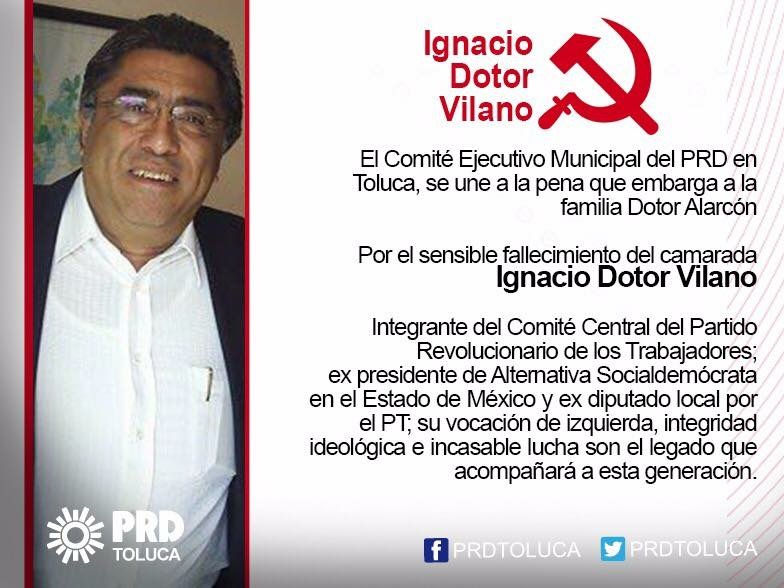 Ignacio
Dotor
Vilano
El Comité Ejecutivo Municipal del PRD en
Toluca, se une a la pena que embarga a la
familia Dotor Alarcón
Por el sensible fallecimiento del camarada
Ignacio Dotor Vilano
Integrante del Comité Central del Partido
Revolucionario de los Trabajadores;
ex presidente de Alternativa Socialdemócrata
en el Estado de México y ex diputado local por
el PT; su vocación de izquierda, integridad
ideológica e incasable lucha son el legado que
acompañará a esta generación.
PRD
TOLUCA
PRDTOLUCA
PRDTOLUCA